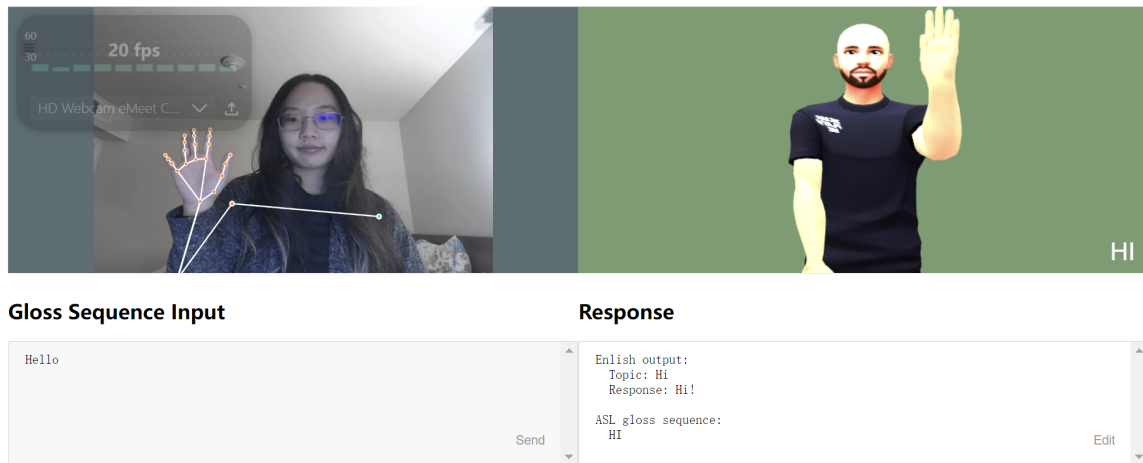 60
30
20 fps
HD Webcam eMeet C...
HI
Gloss Sequence Input
Response
Hello
Send
Enlish output:
Topic: Hi
Response: Hi!
ASL gloss sequence:
HI
Edit